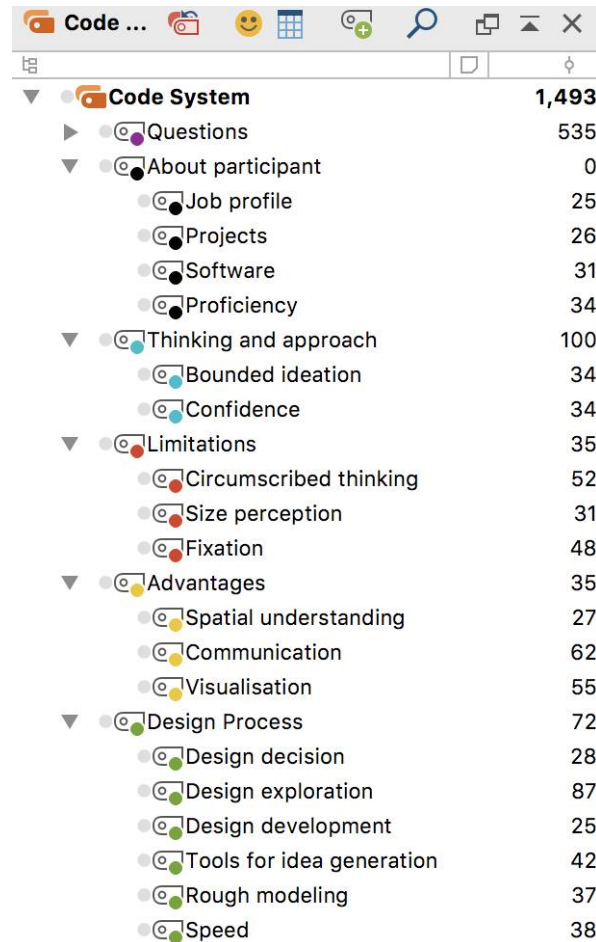 Code ...
Code System 1,493
Questions 535
About participant 0
Job profile 25
Projects 26
Software 31
Proficiency 34
Thinking and approach 100
Bounded ideation 34
Confidence 34
Limitations 35
Circumscribed thinking 52
Size perception 31
Fixation 48
Advantages 35
Spatial understanding 27
Communication 62
Visualisation 55
Design Process 72
Design decision 28
Design exploration 87
Design development 25
Tools for idea generation 42
Rough modeling 37
Speed 38